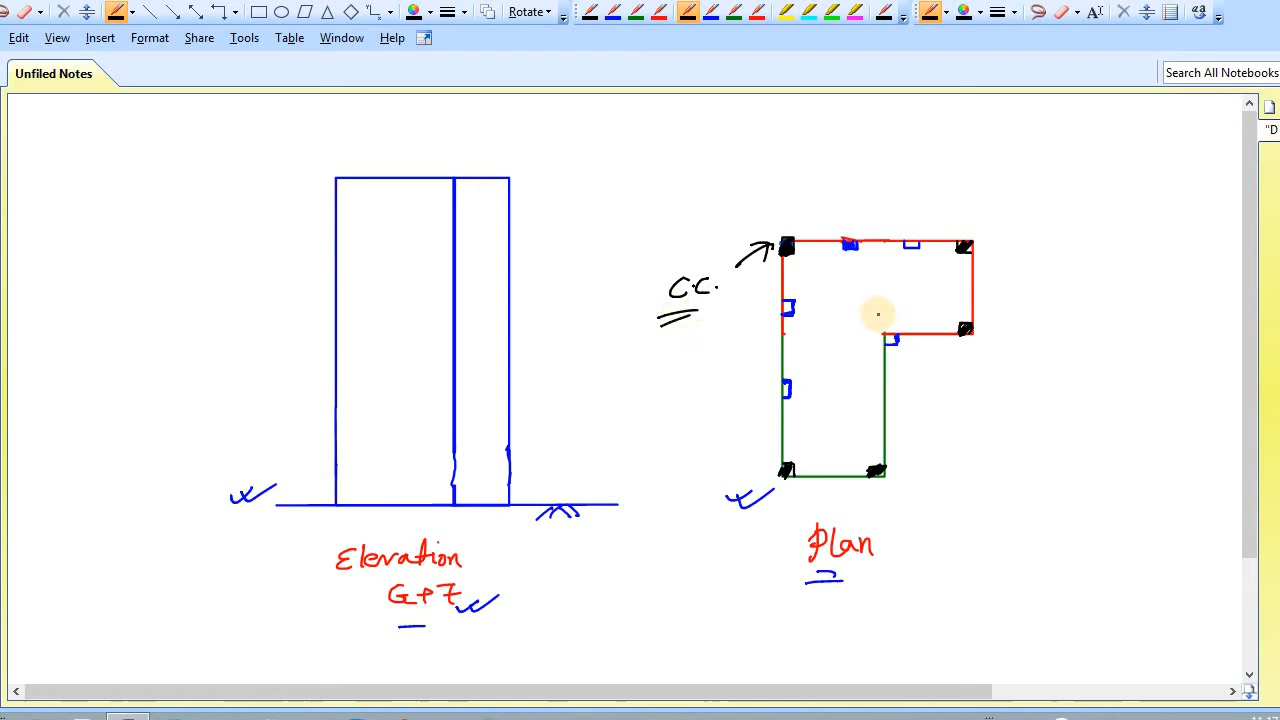 Rotate
Edit View Insert Format Share Tools Table Window Help
Unfiled Notes
Search All Notebooks
"D
C.C.
Elevation
G+7
Plan